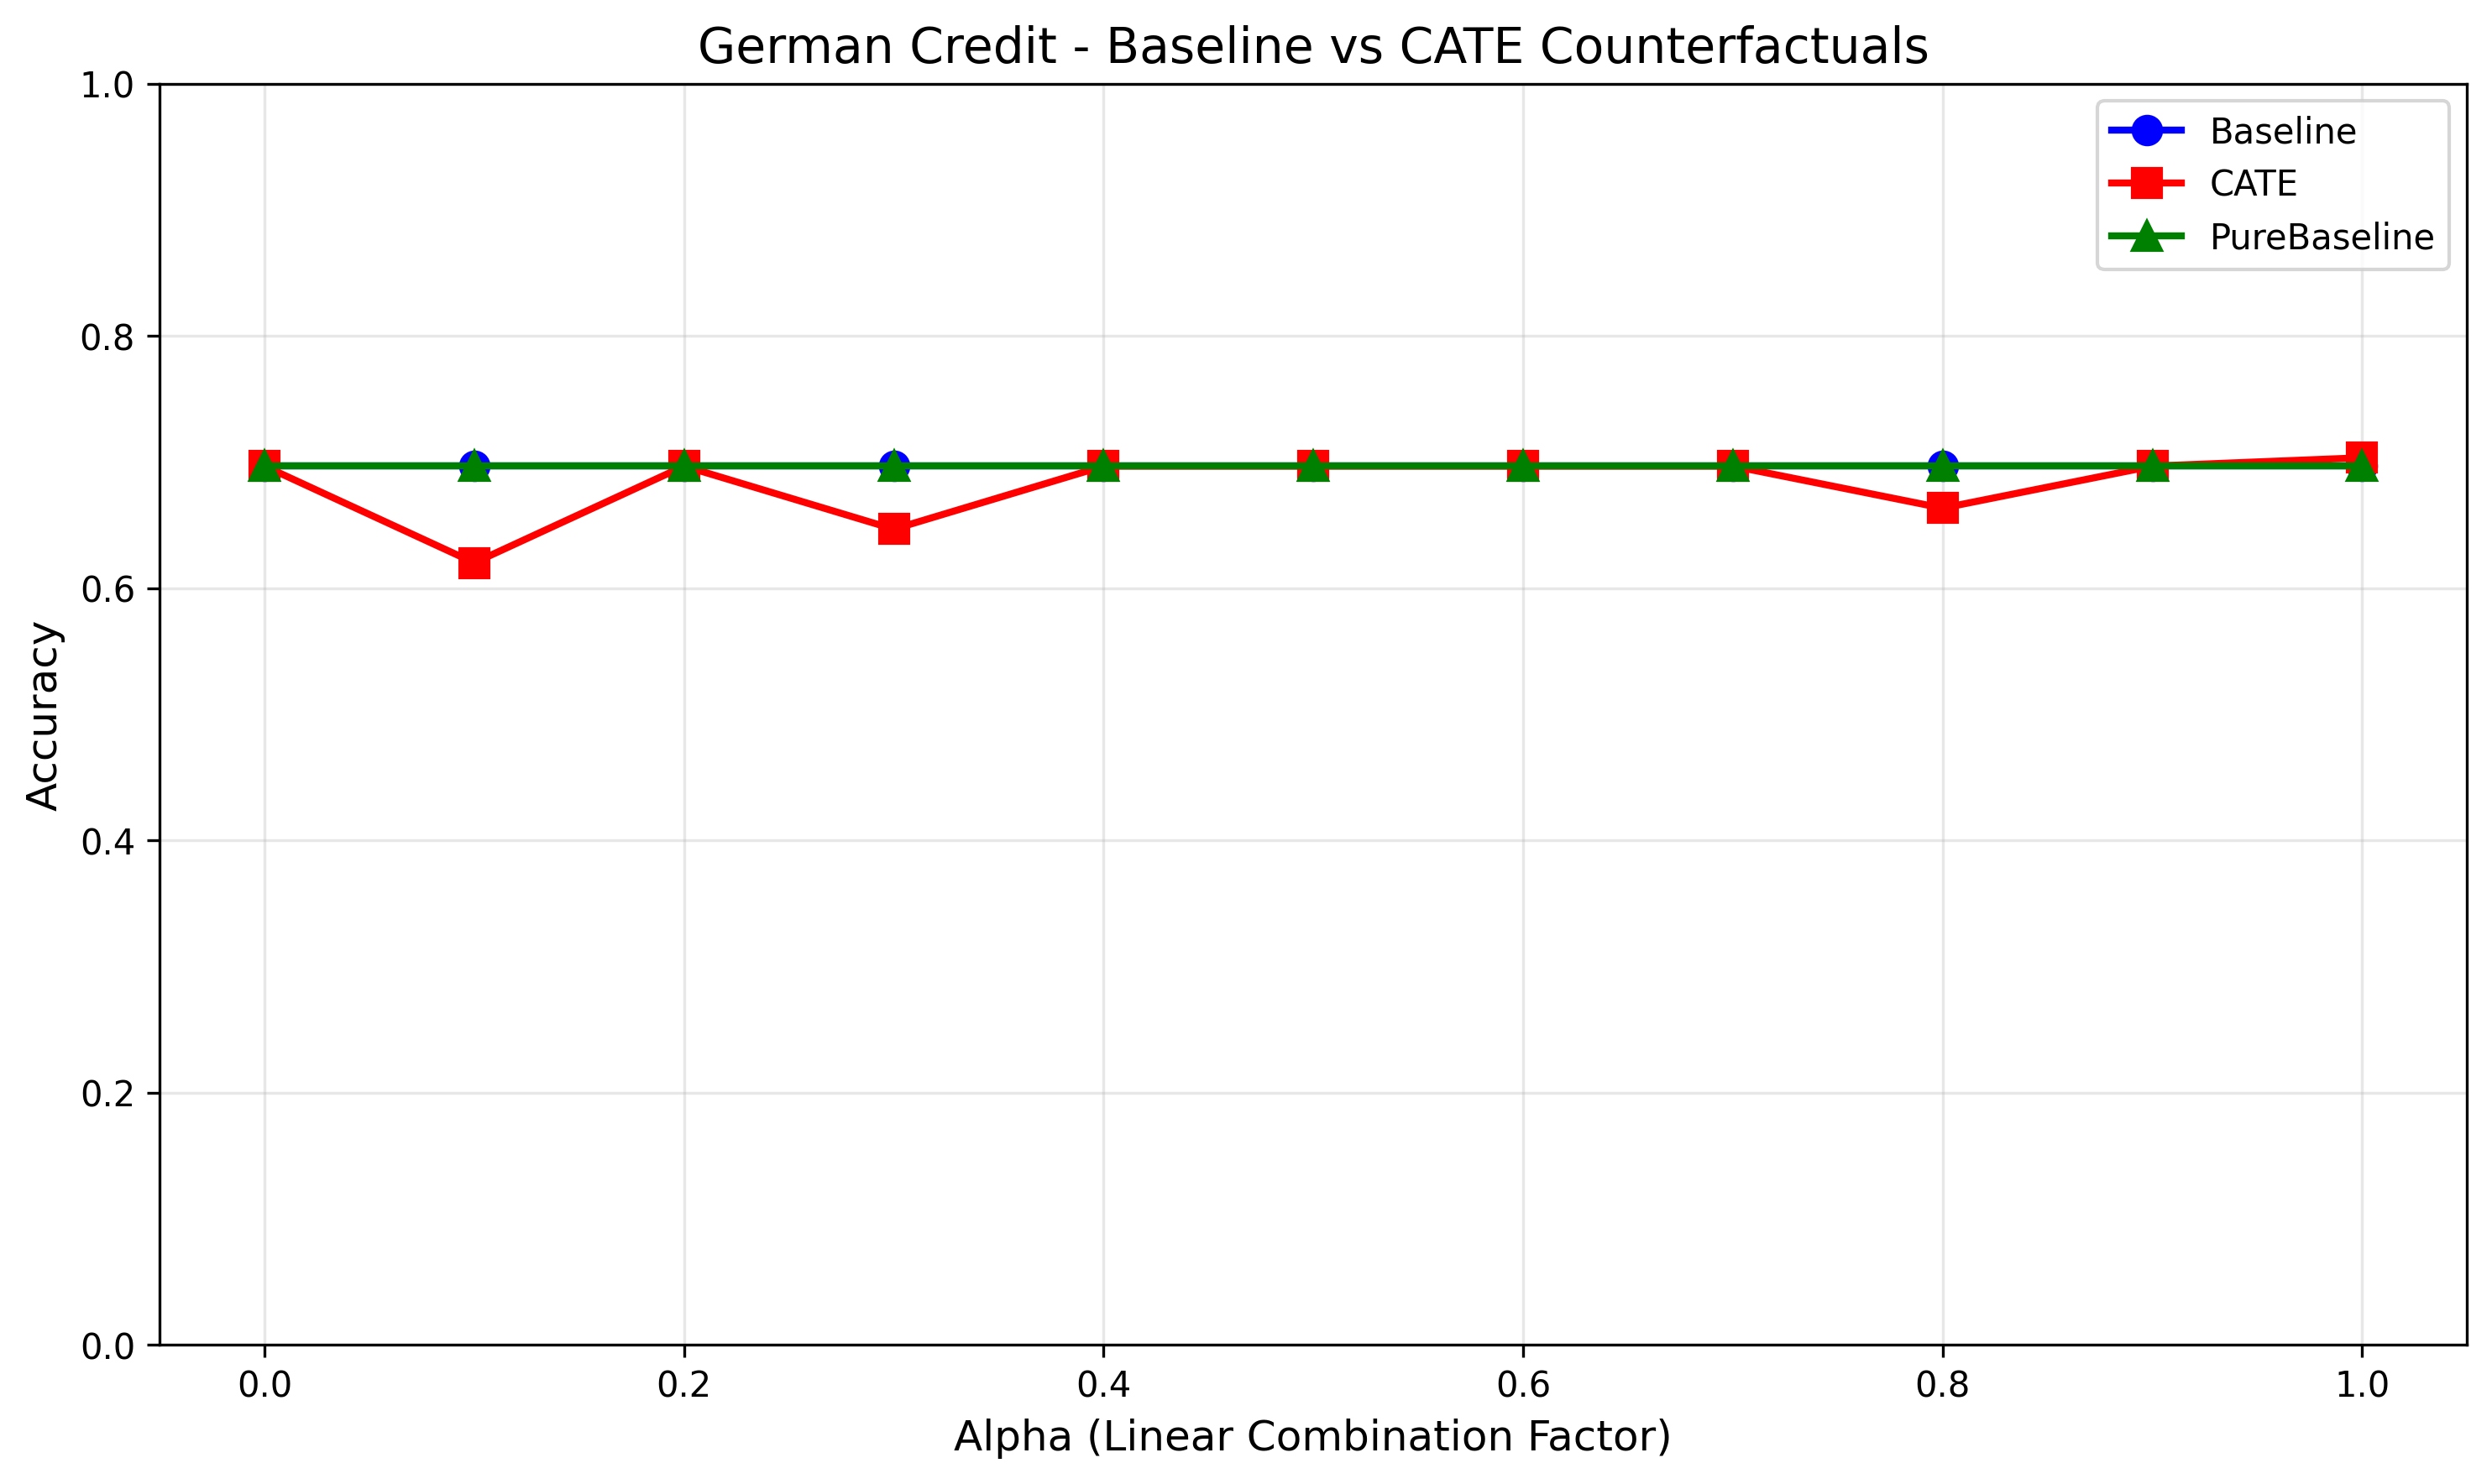 German Credit - Baseline vs CATE Counterfactuals
1.0
0.8
0.6
0.4
0.2
0.0
Accuracy
Baseline
CATE
PureBaseline
0.0 0.2 0.4 0.6 0.8 1.0
Alpha (Linear Combination Factor)